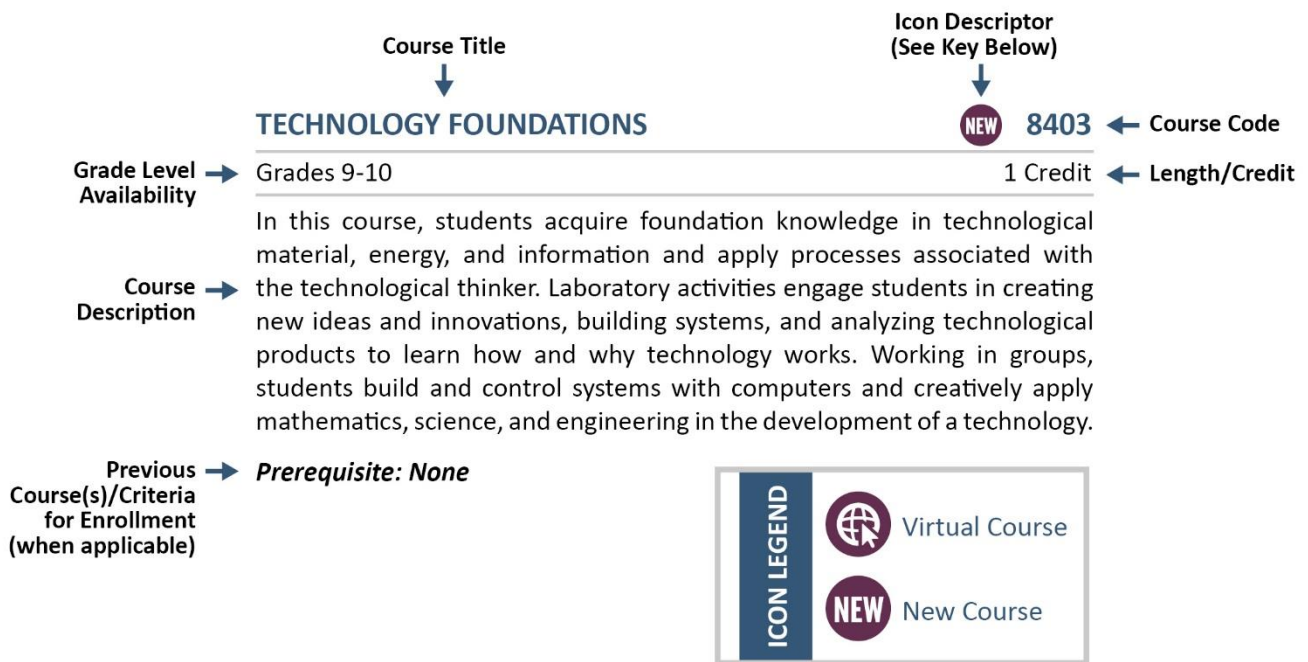 Course Title
Icon Descriptor
(See Key Below)
TECHNOLOGY FOUNDATIONS NEW 8403 Course Code
Grade Level
Availability
Grades 9-10 1 Credit Length/Credit
In this course, students acquire foundation knowledge in technological
material, energy, and information and apply processes associated with
Course
Description
the technological thinker. Laboratory activities engage students in creating
new ideas and innovations, building systems, and analyzing technological
products to learn how and why technology works. Working in groups,
students build and control systems with computers and creatively apply
mathematics, science, and engineering in the development of a technology.
Previous
Course(s)/Criteria
for Enrollment
(when applicable)
Prerequisite: None
ICON LEGEND
Virtual Course
NEW New Course